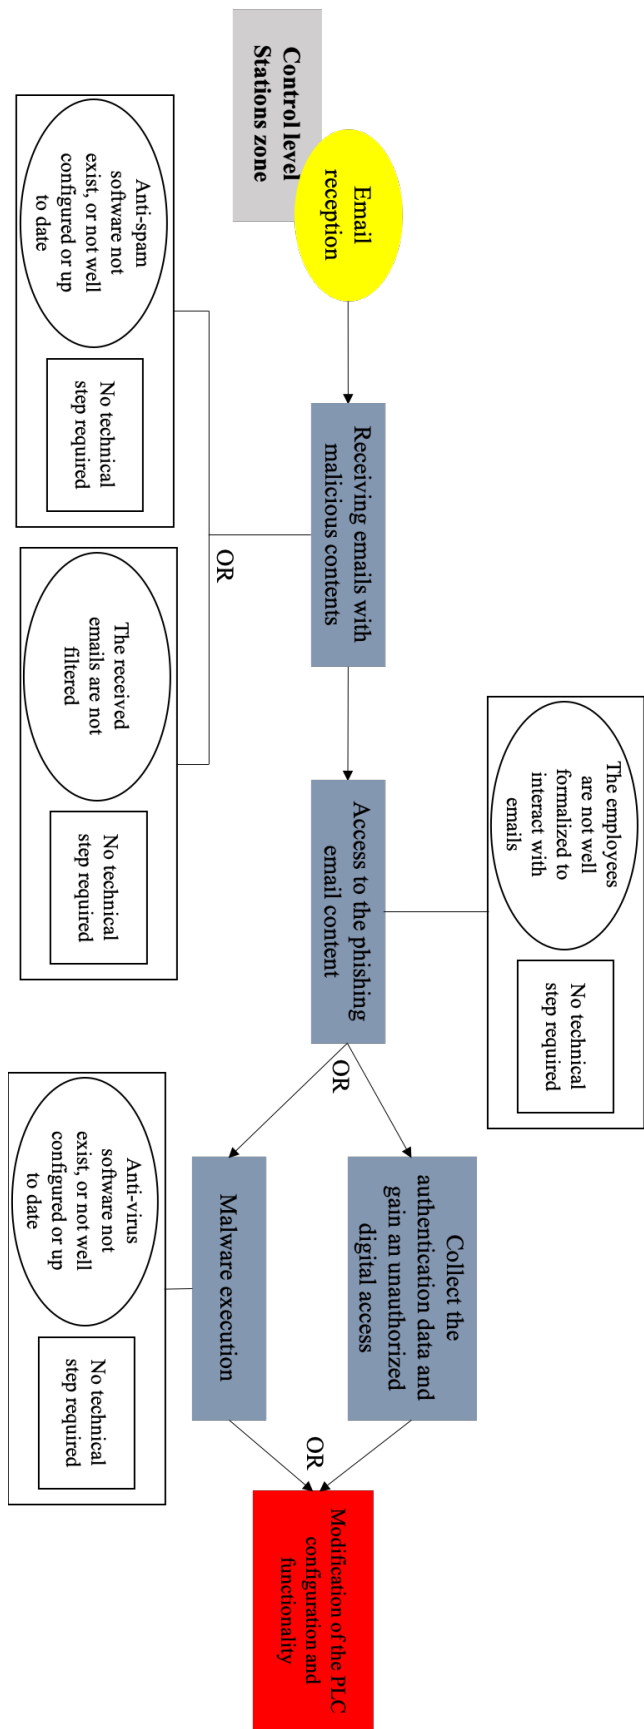 Control level
Stations zone
Email
reception
Receiving emails with
malicious contents
Anti-spam
software not
exist, or not well
configured or up
to date
No technical
step required
OR
The received
emails are not
filtered
No technical
step required
The employees
are not well
formalized to
interact with
emails
No technical
step required
Access to the phishing
email content
OR
Collect the
authentication data and
gain an unauthorized
digital access
Malware execution
Anti-virus
software not
exist, or not well
configured or up
to date
No technical
step required
OR
Modification of the PLC
configuration and
functionality